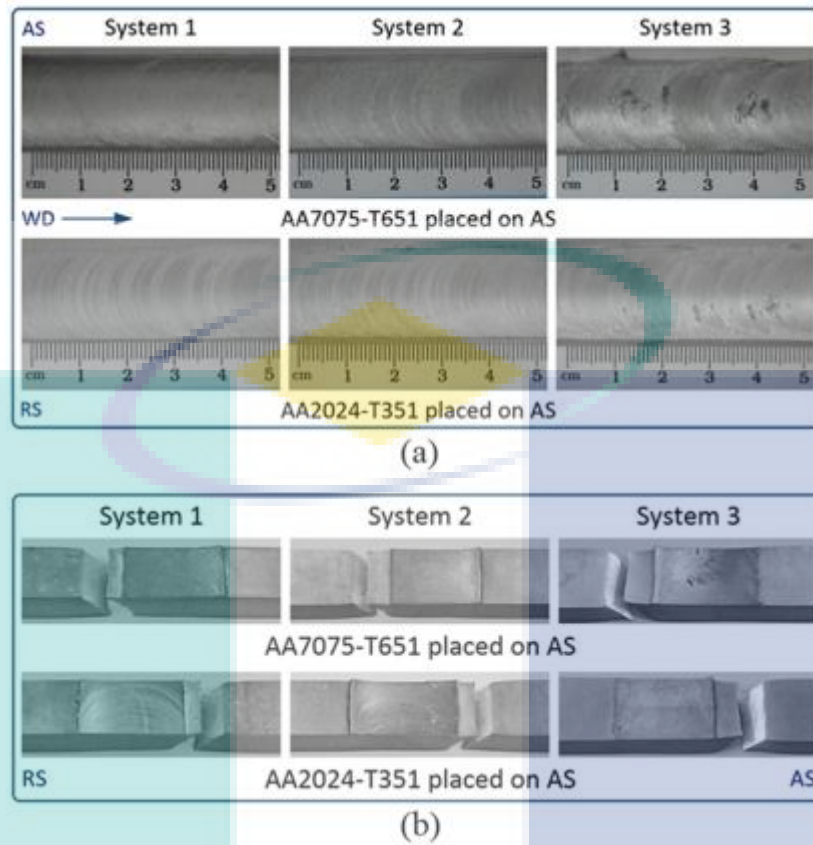 AS System 1 System 2 System 3
cm 1 2 3 4 5 cm 1 2 3 4 5 cm 1 2 3 4 5
WD AA7075-T651 placed on AS
cm 1 2 3 4 5 cm 1 2 3 4 5 cm 1 2 3 4 5
RS AA2024-T351 placed on AS
(a)
System 1 System 2 System 3
AA7075-T651 placed on AS
RS AA2024-T351 placed on AS AS
(b)